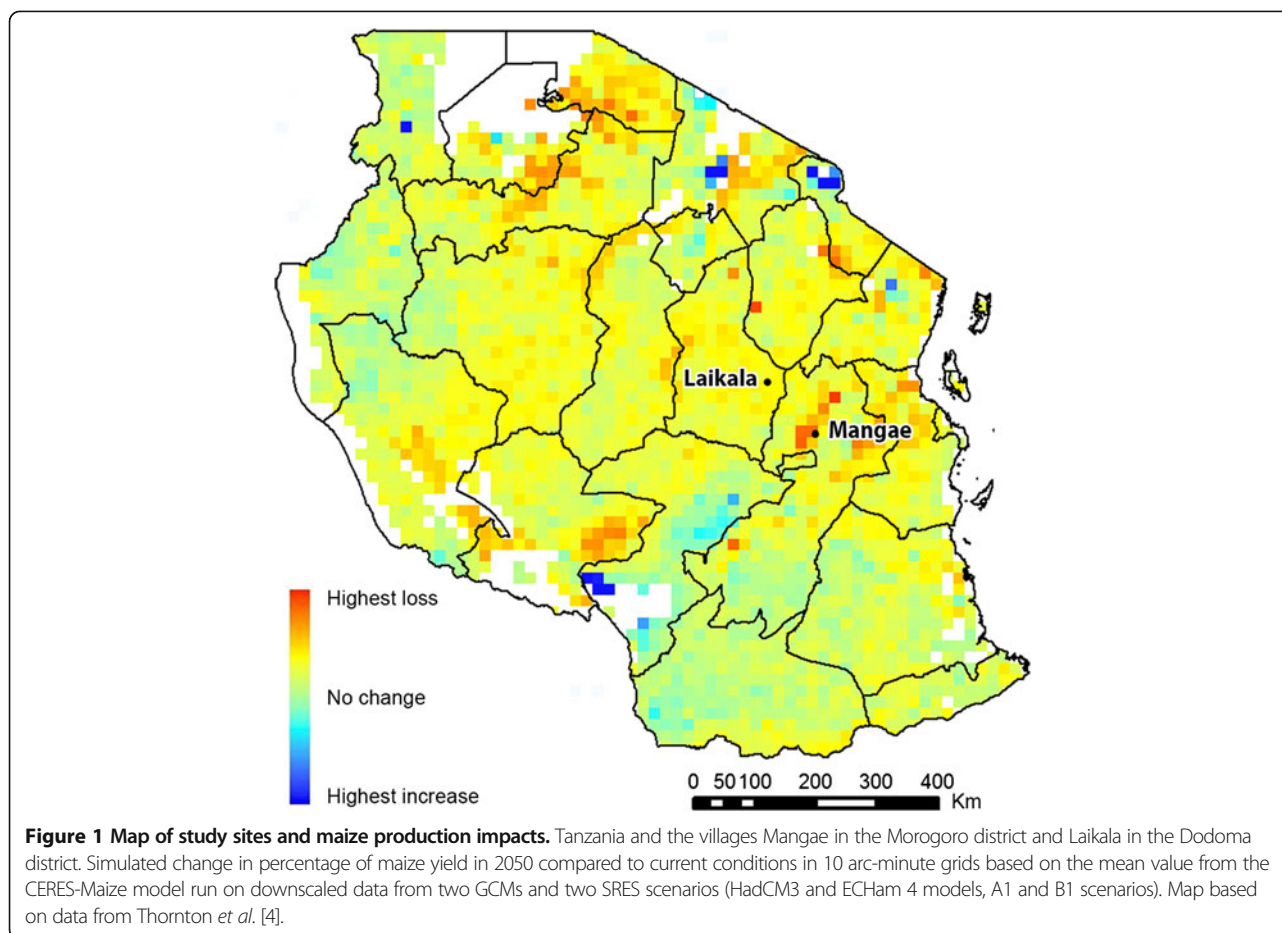 Laikala
Mangae
Highest loss
No change
Highest increase
0 50 100 200 300 400
Km
Figure 1 Map of study sites and maize production impacts. Tanzania and the villages Mangae in the Morogoro district and Laikala in the Dodoma
district. Simulated change in percentage of maize yield in 2050 compared to current conditions in 10 arc-minute grids based on the mean value from the
CERES-Maize model run on downscaled data from two GCMs and two SRES scenarios (HadCM3 and ECHam 4 models, A1 and B1 scenarios). Map based
on data from Thornton et al. [4].